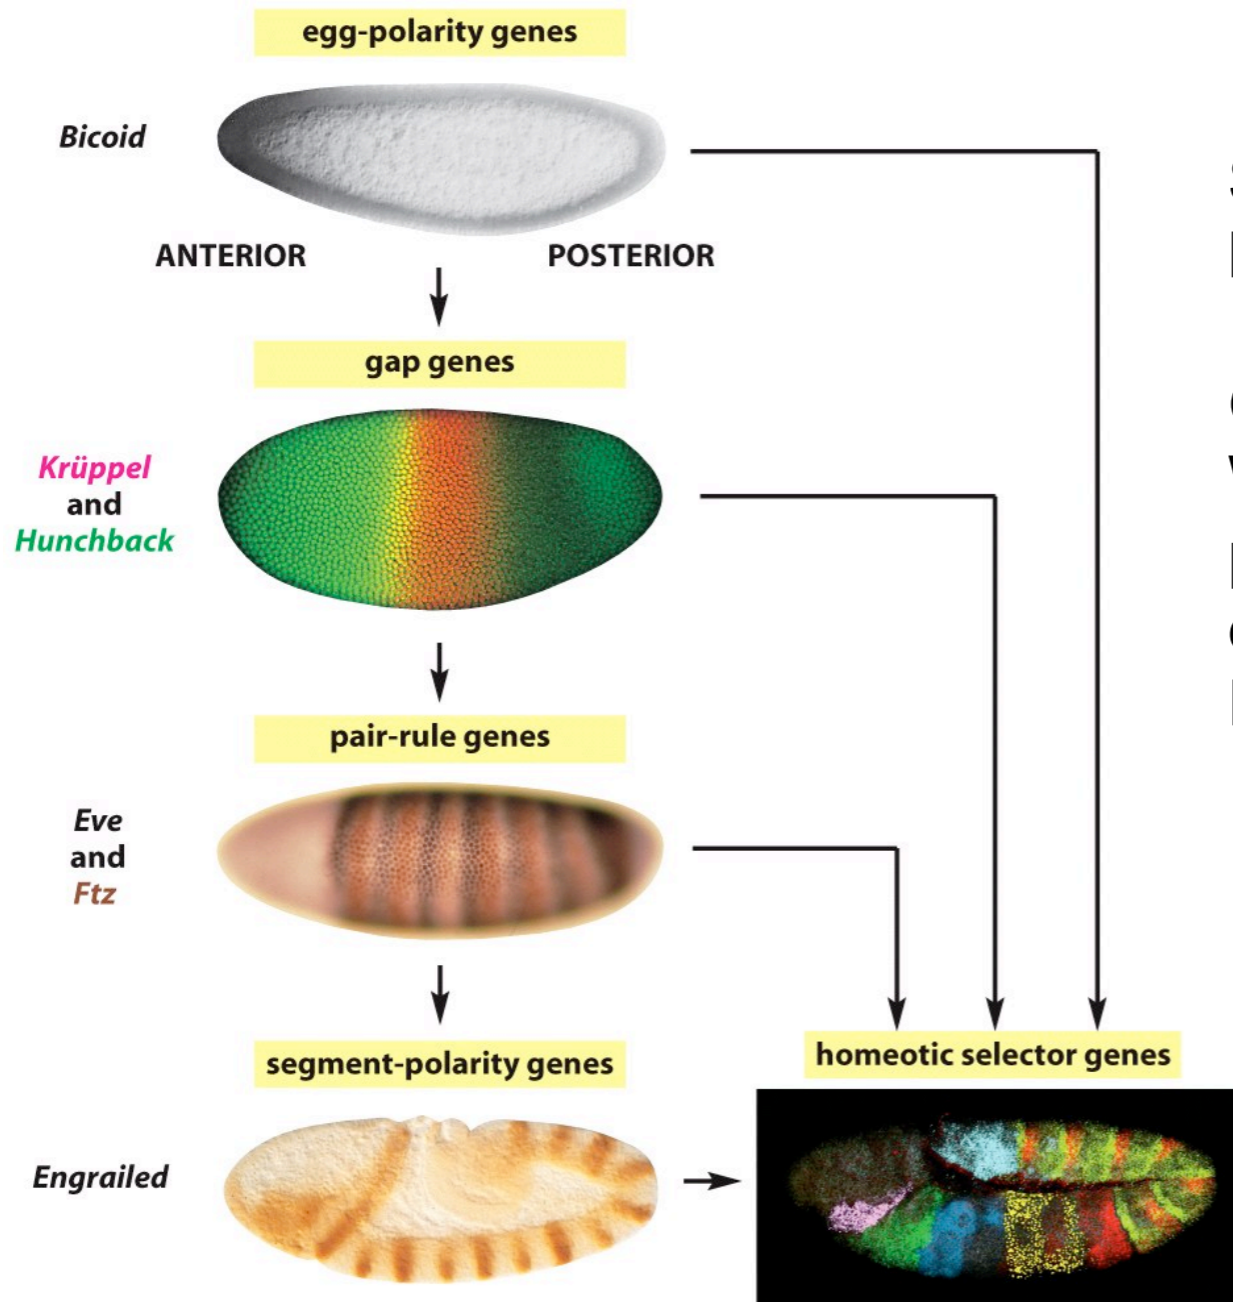 egg-polarity genes
Bicoid
ANTERIOR POSTERIOR
gap genes
Krüppel
and
Hunchback
pair-rule genes
Eve
and
Ftz
segment-polarity genes
homeotic selector genes
Engrailed